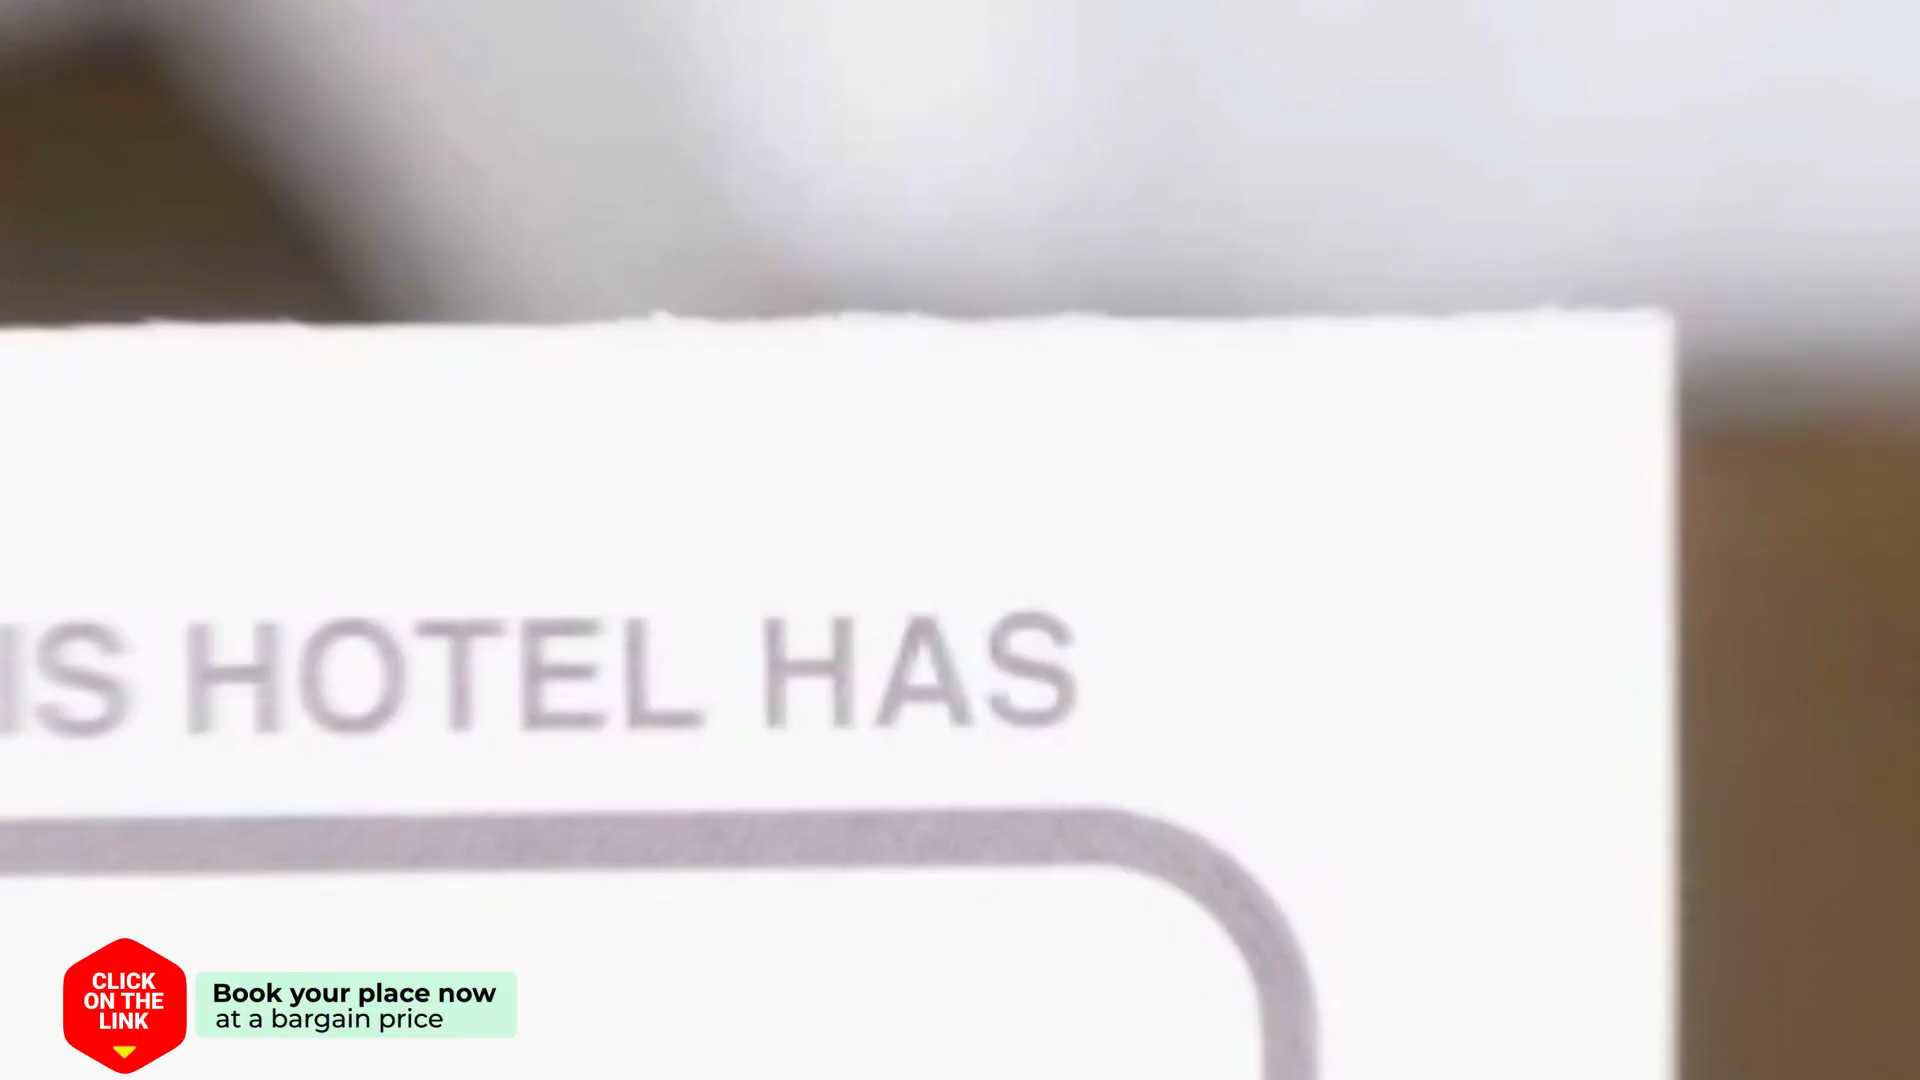 IS HOTEL HAS
CLICK
ON THE
LINK
Book your place now
at a bargain price